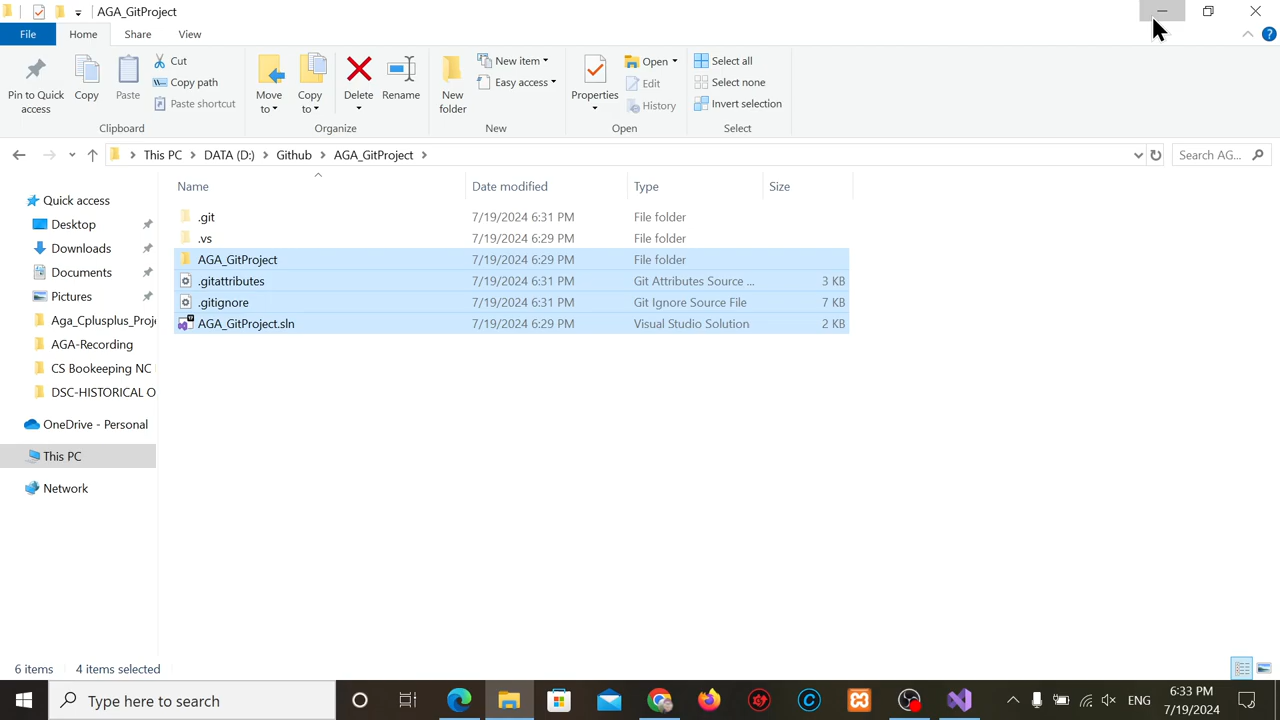 AGA_GitProject
File Home Share View
Pin to Quick access
Copy
Paste
Cut
Copy path
Paste shortcut
Clipboard
Move to
Copy to
Delete
Rename
Organize
New folder
New item
Easy access
New
Properties
Open
Edit
History
Open
Select all
Select none
Invert selection
Select
This PC > DATA (D:) > Github > AGA_GitProject >
Search AG...
Name Date modified Type Size
.git 7/19/2024 6:31 PM File folder
.vs 7/19/2024 6:29 PM File folder
AGA_GitProject 7/19/2024 6:29 PM File folder
.gitattributes 7/19/2024 6:31 PM Git Attributes Source ... 3 KB
.gitignore 7/19/2024 6:31 PM Git Ignore Source File 7 KB
AGA_GitProject.sln 7/19/2024 6:29 PM Visual Studio Solution 2 KB
Quick access
Desktop
Downloads
Documents
Pictures
Aga_Cplusplus_Proje
AGA-Recording
CS Bookeeping NC
DSC-HISTORICAL O
OneDrive - Personal
This PC
Network
6 items 4 items selected
Type here to search
ENG
6:33 PM
7/19/2024